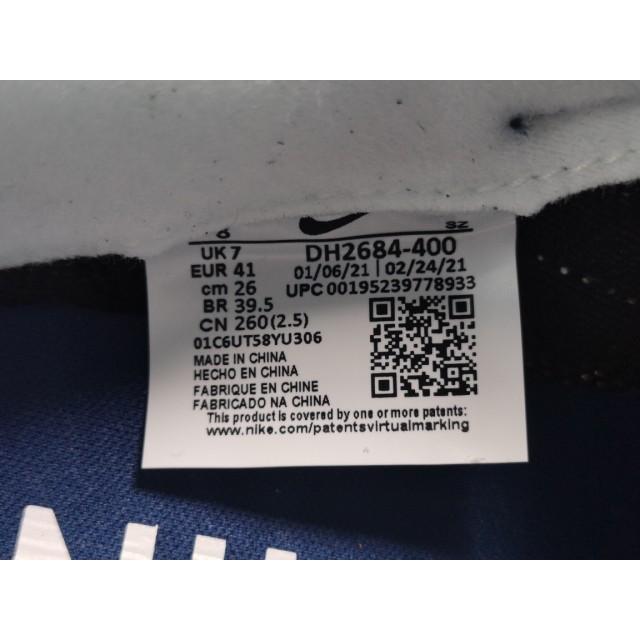 8
SZ
UK 7
DH2684-400
EUR 41
01/06/21 | 02/24/21
cm 26
UPC 00195239778933
BR 39.5
CN 260(2.5)
01C6UT58YU306
MADE IN CHINA
HECHO EN CHINA
FABRIQUE EN CHINE
FABRICADO NA CHINA
This product is covered by one or more patents:
www.nike.com/patentsvirtualmarking